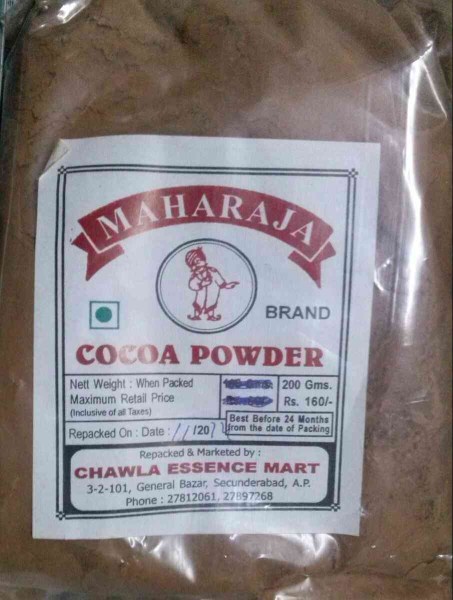 MAHARAJA
BRAND
COCOA POWDER
Nett Weight : When Packed 200 Gms.
Maximum Retail Price Rs. 160/-
(Inclusive of all Taxes)
Best Before 24 Months
from the date of Packing
Repacked On : Date : / /20
Repacked & Marketed by :
CHAWLA ESSENCE MART
3-2-101, General Bazar, Secunderabad, A.P.
Phone : 27812061, 27897268